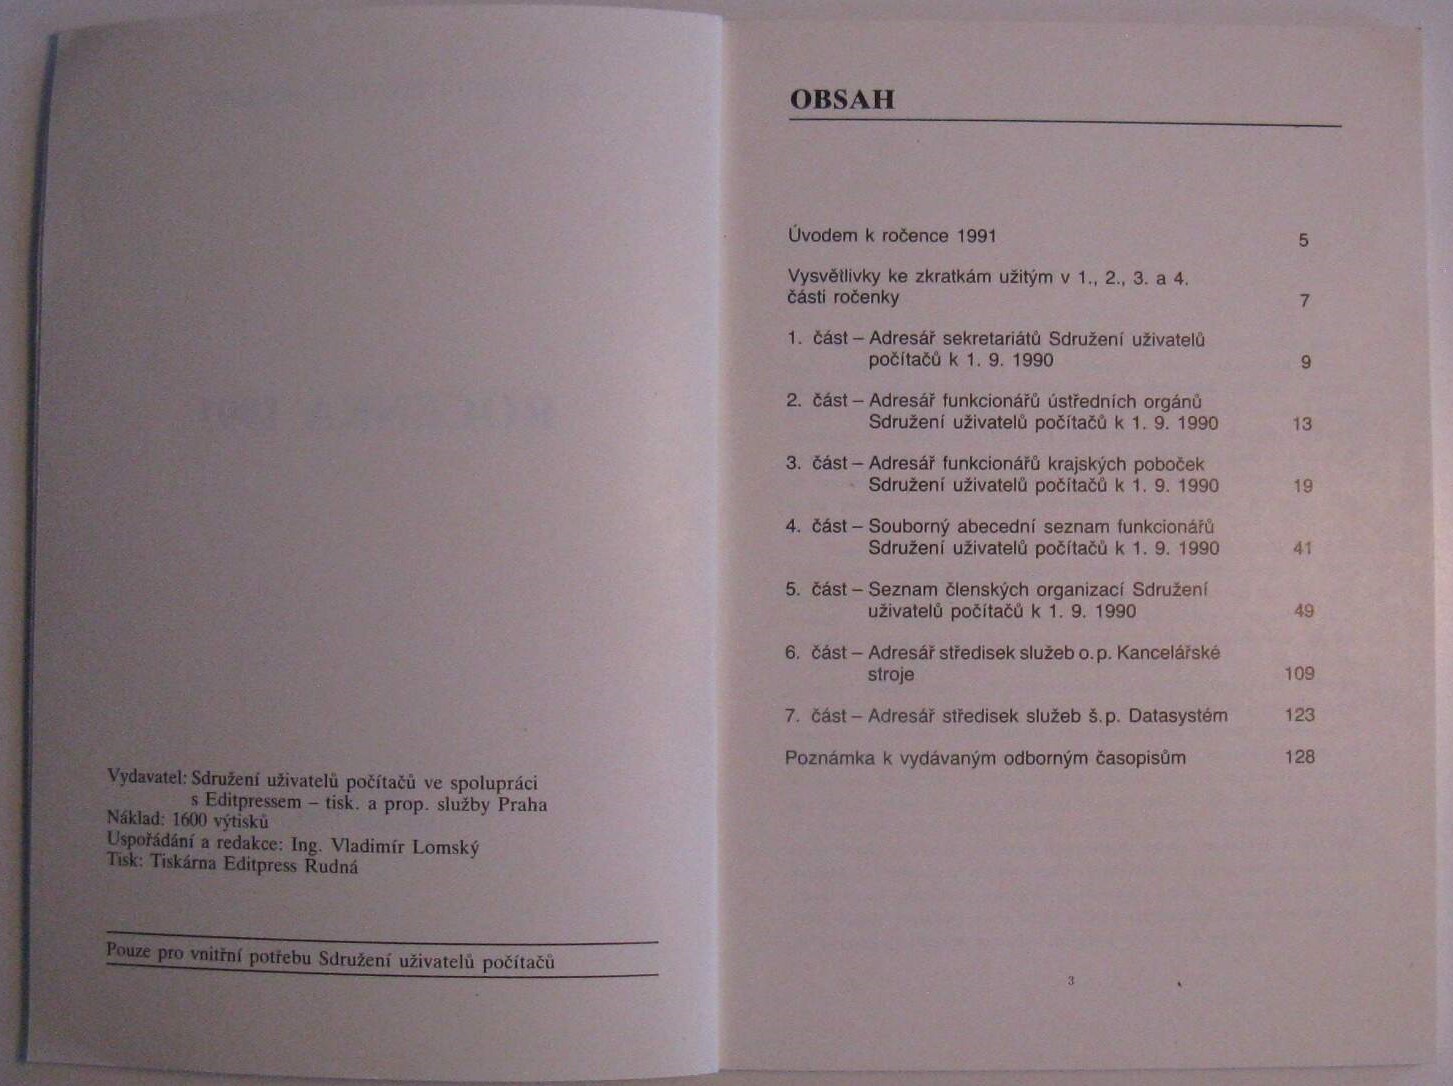 Vydavatel: Sdružení uživatelů počítačů ve spolupráci
s Editpressem – tisk. a prop. služby Praha
Náklad: 1600 výtisků
Uspořádání a redakce: Ing. Vladimír Lomský
Tisk: Tiskárna Editpress Rudná
Pouze pro vnitřní potřebu Sdružení uživatelů počítačů
OBSAH
Úvodem k ročence 1991 5
Vysvětlivky ke zkratkám užitým v 1., 2., 3. a 4.
části ročenky 7
1. část – Adresář sekretariátů Sdružení uživatelů
počítačů k 1. 9. 1990 9
2. část – Adresář funkcionářů ústředních orgánů
Sdružení uživatelů počítačů k 1. 9. 1990 13
3. část – Adresář funkcionářů krajských poboček
Sdružení uživatelů počítačů k 1. 9. 1990 19
4. část – Souborný abecední seznam funkcionářů
Sdružení uživatelů počítačů k 1. 9. 1990 41
5. část – Seznam členských organizací Sdružení
uživatelů počítačů k 1. 9. 1990 49
6. část – Adresář středisek služeb o. p. Kancelářské
stroje 109
7. část – Adresář středisek služeb š. p. Datasystém 123
Poznámka k vydávaným odborným časopisům 128
3